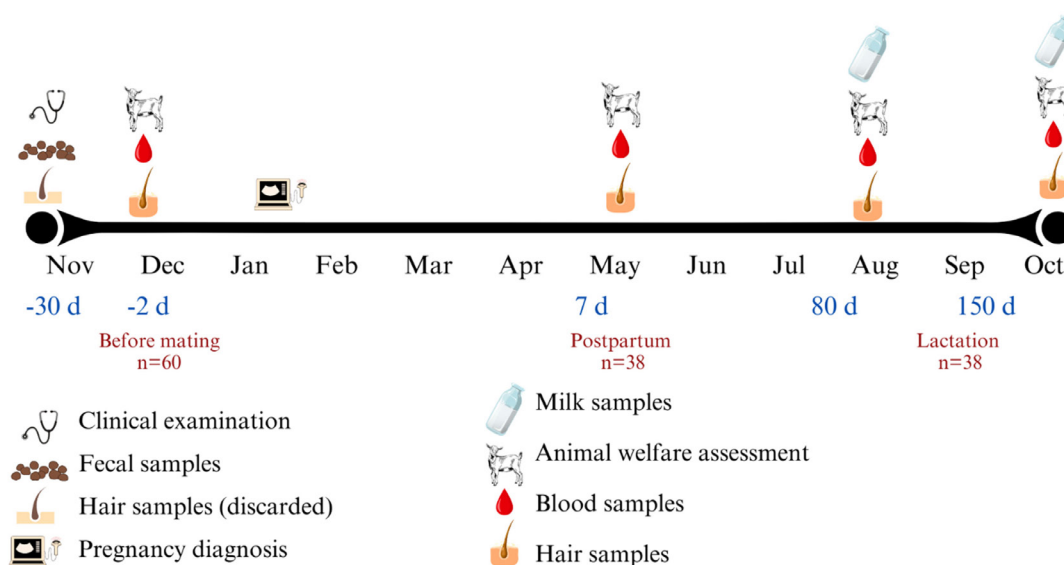 Nov Dec Jan Feb Mar Apr May Jun Jul Aug Sep Oct
-30 d -2 d 7 d 80 d 150 d
Before mating
n=60
Postpartum
n=38
Lactation
n=38
Clinical examination
Fecal samples
Hair samples (discarded)
Pregnancy diagnosis
Milk samples
Animal welfare assessment
Blood samples
Hair samples